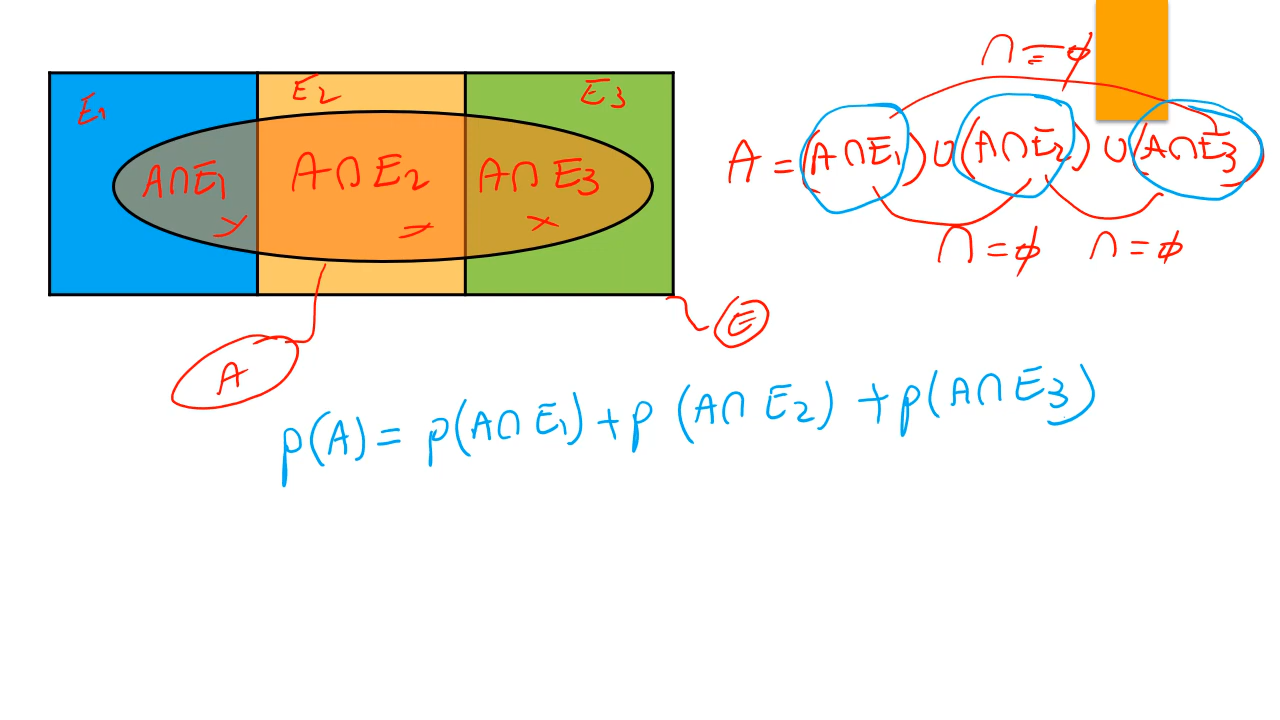 ∩ = ϕ
E1 E2 E3
A∩E1 A∩E2 A∩E3
A = (A∩E1) ∪ (A∩E2) ∪ (A∩E3)
∩ = ϕ ∩ = ϕ
E
A
p(A) = p(A∩E1) + p(A∩E2) + p(A∩E3)